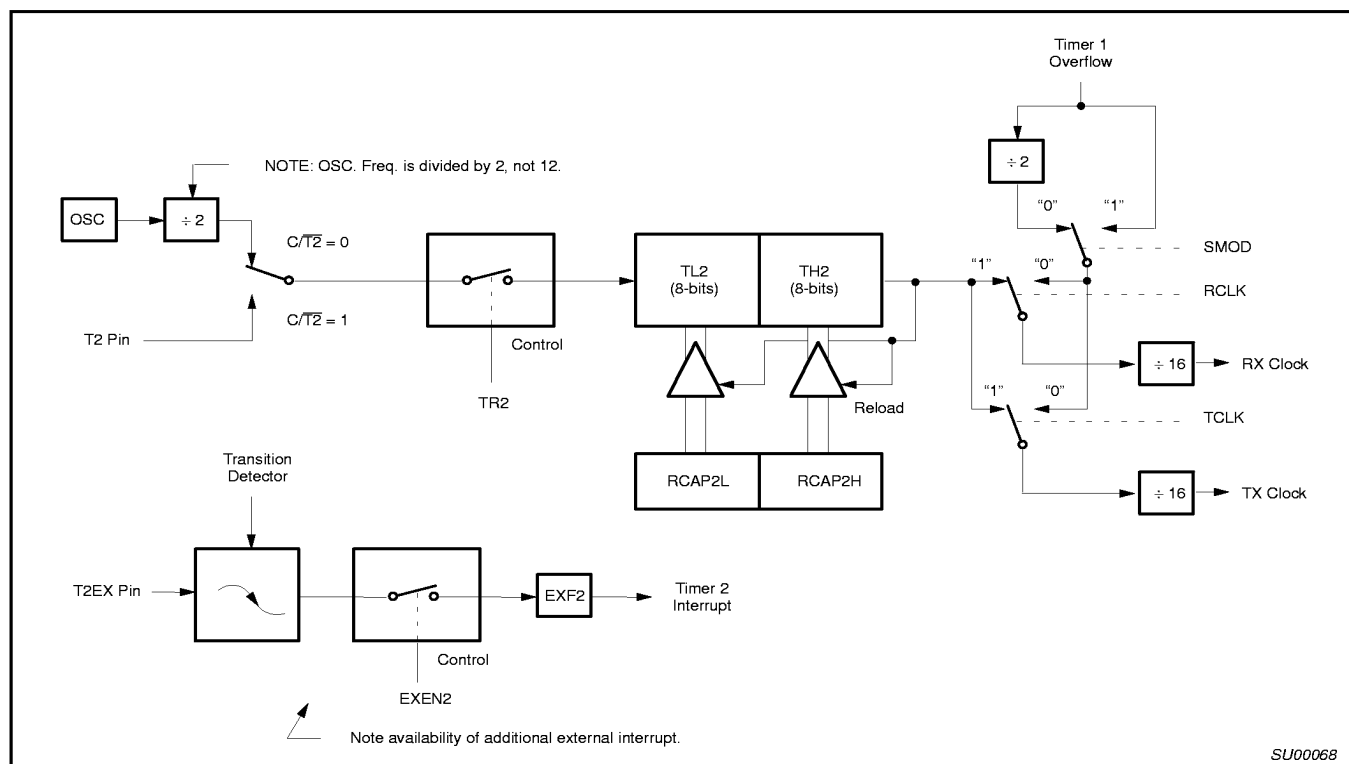 Timer 1
Overflow
÷ 2
NOTE: OSC. Freq. is divided by 2, not 12.
"0"
"1"
OSC
÷ 2
C/T2̅ = 0
SMOD
TL2
(8-bits)
TH2
(8-bits)
"1"
"0"
RCLK
C/T2̅ = 1
T2 Pin
Control
÷ 16
RX Clock
TR2
Reload
"1"
"0"
TCLK
Transition
Detector
RCAP2L
RCAP2H
÷ 16
TX Clock
T2EX Pin
EXF2
Timer 2
Interrupt
Control
EXEN2
Note availability of additional external interrupt.
SU00068